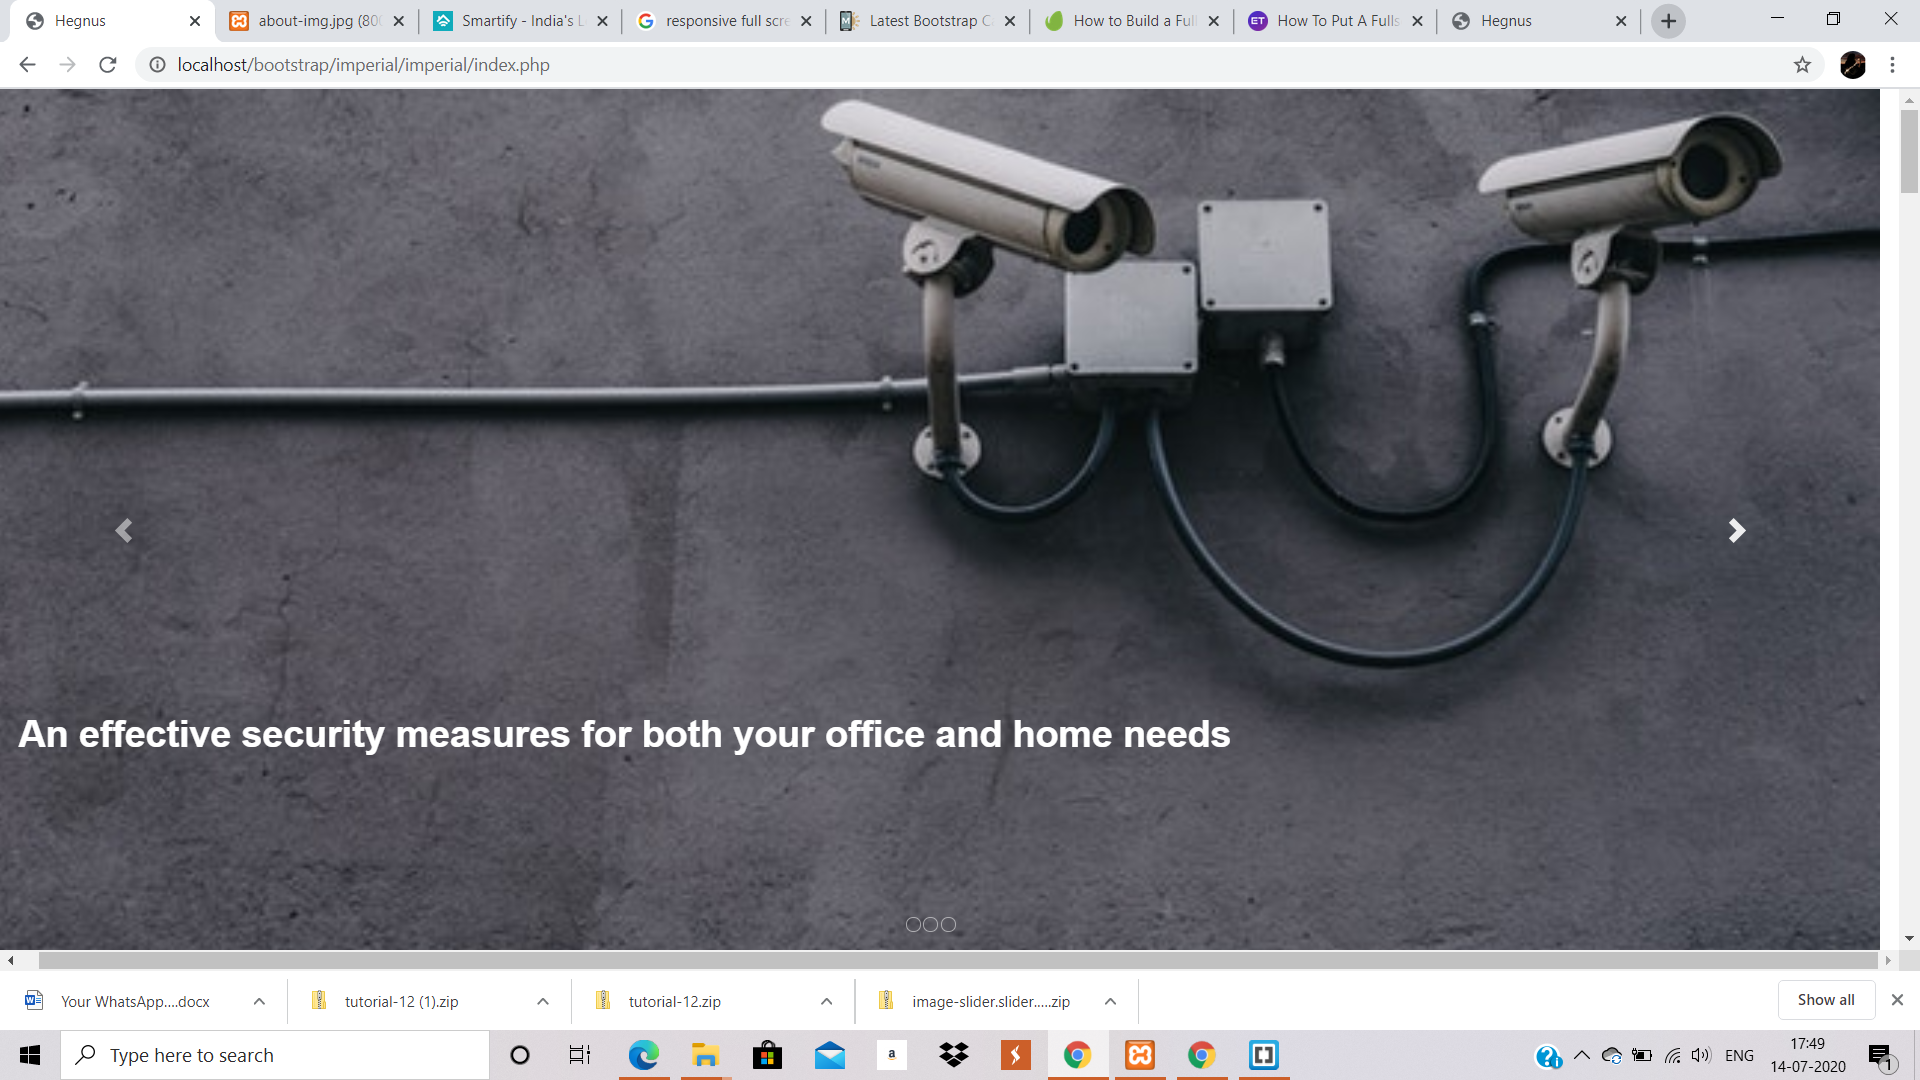 Hegnus
about-img.jpg (80
Smartify - India's L
responsive full scre
Latest Bootstrap C
How to Build a Full
ET
How To Put A Fulls
Hegnus
localhost/bootstrap/imperial/imperial/index.php
An effective security measures for both your office and home needs
Your WhatsApp....docx
tutorial-12 (1).zip
tutorial-12.zip
image-slider.slider.....zip
Show all
Type here to search
a
ENG
17:49
14-07-2020
1